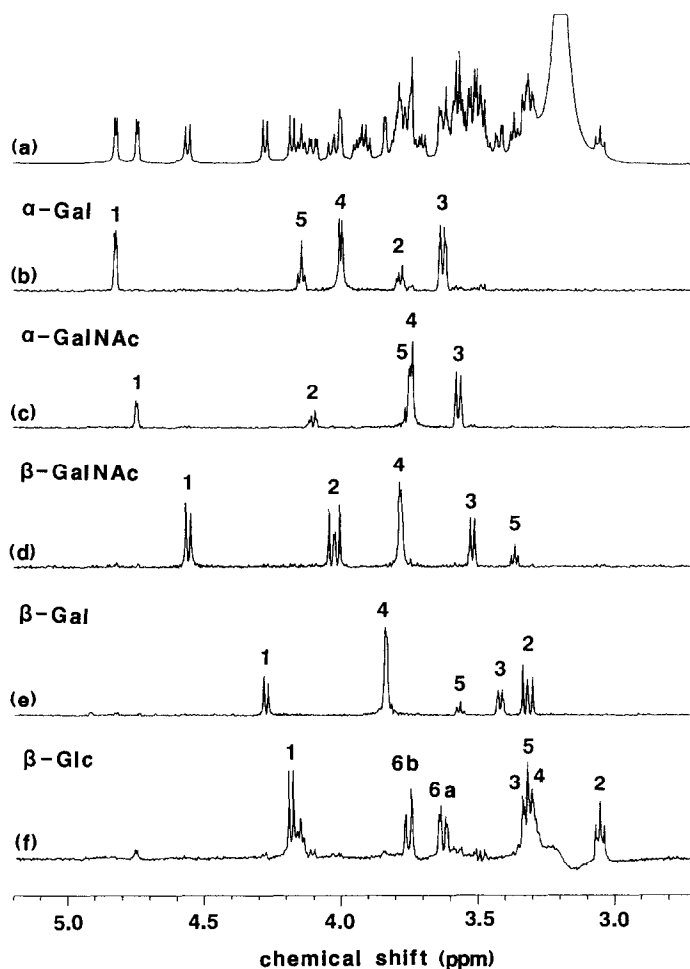 (a)
α-Gal
1 5 4 2 3
(b)
α-GalNAc
1 2 5 4 3
(c)
β-GalNAc
1 2 4 3 5
(d)
β-Gal
1 4 5 3 2
(e)
β-Glc
1 6b 6a 3 5 4 2
(f)
5.0 4.5 4.0 3.5 3.0
chemical shift (ppm)